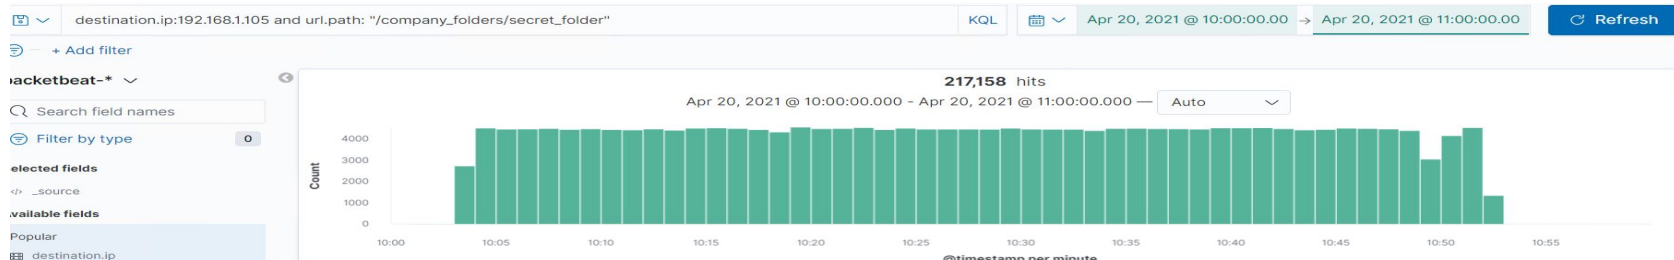 destination.ip:192.168.1.105 and url.path: "/company_folders/secret_folder" KQL Apr 20, 2021 @ 10:00:00.00 → Apr 20, 2021 @ 11:00:00.00 Refresh
+ Add filter
acketbeat-*
217,158 hits
Apr 20, 2021 @ 10:00:00.000 - Apr 20, 2021 @ 11:00:00.000 — Auto
Search field names
Filter by type 0
elected fields
_source
vailable fields
Popular
destination.ip
Count
4000
3000
2000
1000
0
10:00 10:05 10:10 10:15 10:20 10:25 10:30 10:35 10:40 10:45 10:50 10:55
@timestamp per minute